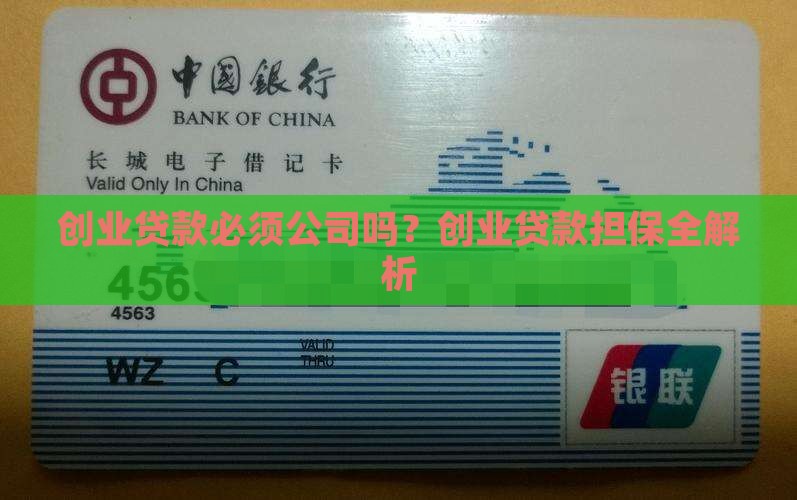 中国銀行
BANK OF CHINA
长城电子借记卡
Valid Only In China
创业贷款必须公司吗？创业贷款担保全解
析
456
4563
VALID
THRU
WZ C
银联